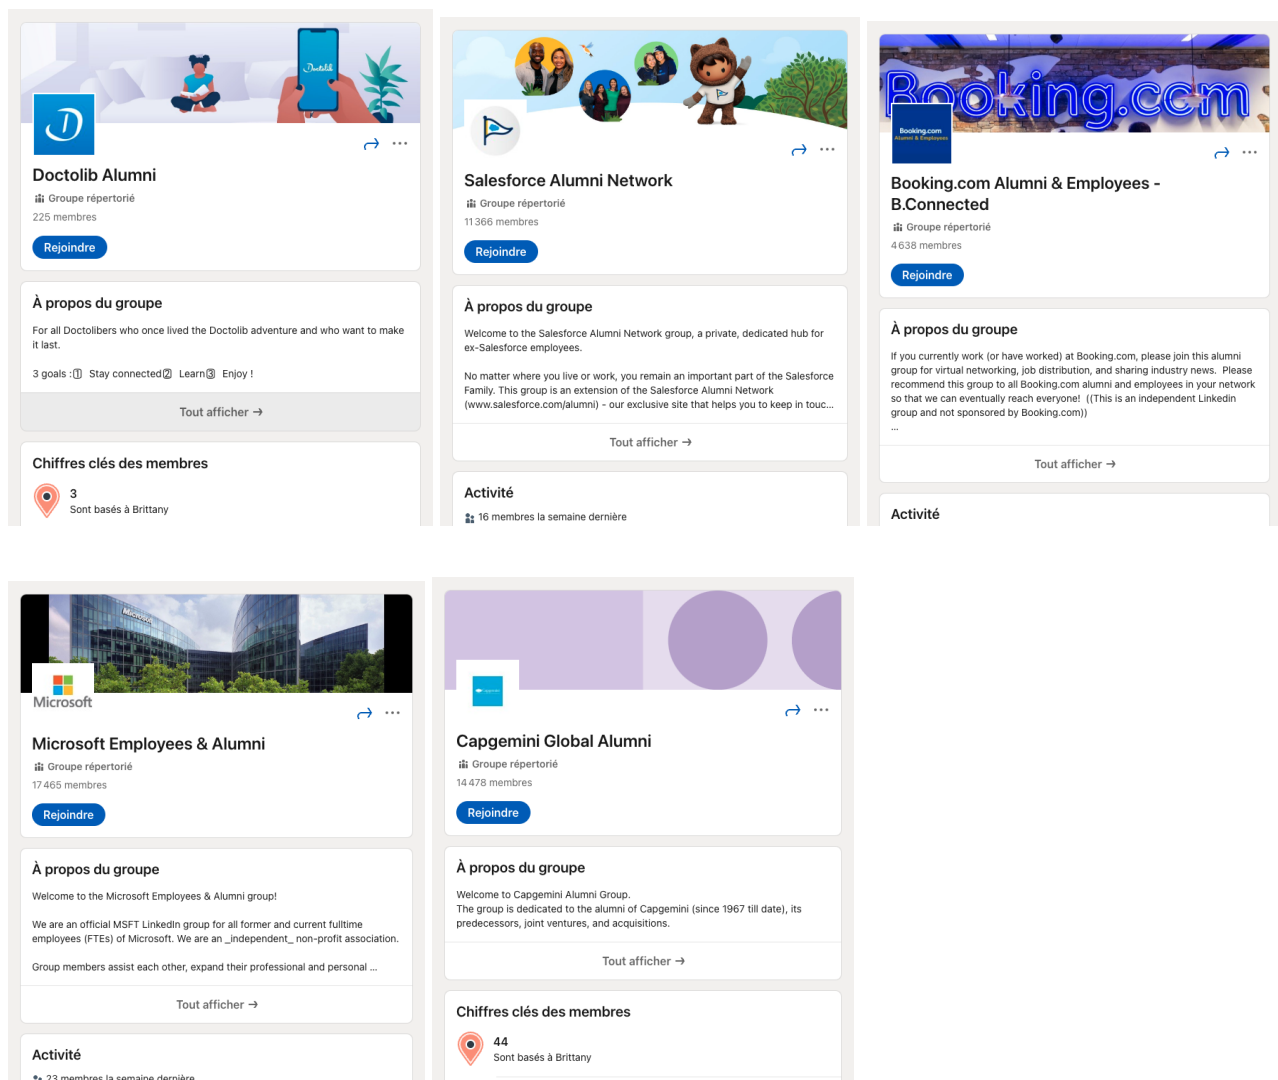 Doctolib
Doctolib Alumni
Groupe répertorié
225 membres
Rejoindre
À propos du groupe
For all Doctolibers who once lived the Doctolib adventure and who want to make
it last.
3 goals :1️⃣ Stay connected2️⃣ Learn3️⃣ Enjoy !
Tout afficher →
Chiffres clés des membres
3
Sont basés à Brittany
Salesforce Alumni Network
Groupe répertorié
11 366 membres
Rejoindre
À propos du groupe
Welcome to the Salesforce Alumni Network group, a private, dedicated hub for
ex-Salesforce employees.
No matter where you live or work, you remain an important part of the Salesforce
Family. This group is an extension of the Salesforce Alumni Network
(www.salesforce.com/alumni) - our exclusive site that helps you to keep in touc...
Tout afficher →
Activité
16 membres la semaine dernière
Booking.com
Booking.com
Alumni & Employees
Booking.com Alumni & Employees -
B.Connected
Groupe répertorié
4 638 membres
Rejoindre
À propos du groupe
If you currently work (or have worked) at Booking.com, please join this alumni
group for virtual networking, job distribution, and sharing industry news.  Please
recommend this group to all Booking.com alumni and employees in your network
so that we can eventually reach everyone!  ((This is an independent Linkedin
group and not sponsored by Booking.com))
...
Tout afficher →
Activité
Microsoft
Microsoft
Microsoft Employees & Alumni
Groupe répertorié
17 465 membres
Rejoindre
À propos du groupe
Welcome to the Microsoft Employees & Alumni group!
We are an official MSFT LinkedIn group for all former and current fulltime
employees (FTEs) of Microsoft. We are an _independent_ non-profit association.
Group members assist each other, expand their professional and personal ...
Tout afficher →
Activité
23 membres la semaine dernière
Capgemini
Capgemini Global Alumni
Groupe répertorié
14 478 membres
Rejoindre
À propos du groupe
Welcome to Capgemini Alumni Group.
The group is dedicated to the alumni of Capgemini (since 1967 till date), its
predecessors, joint ventures, and acquisitions.
Tout afficher →
Chiffres clés des membres
44
Sont basés à Brittany